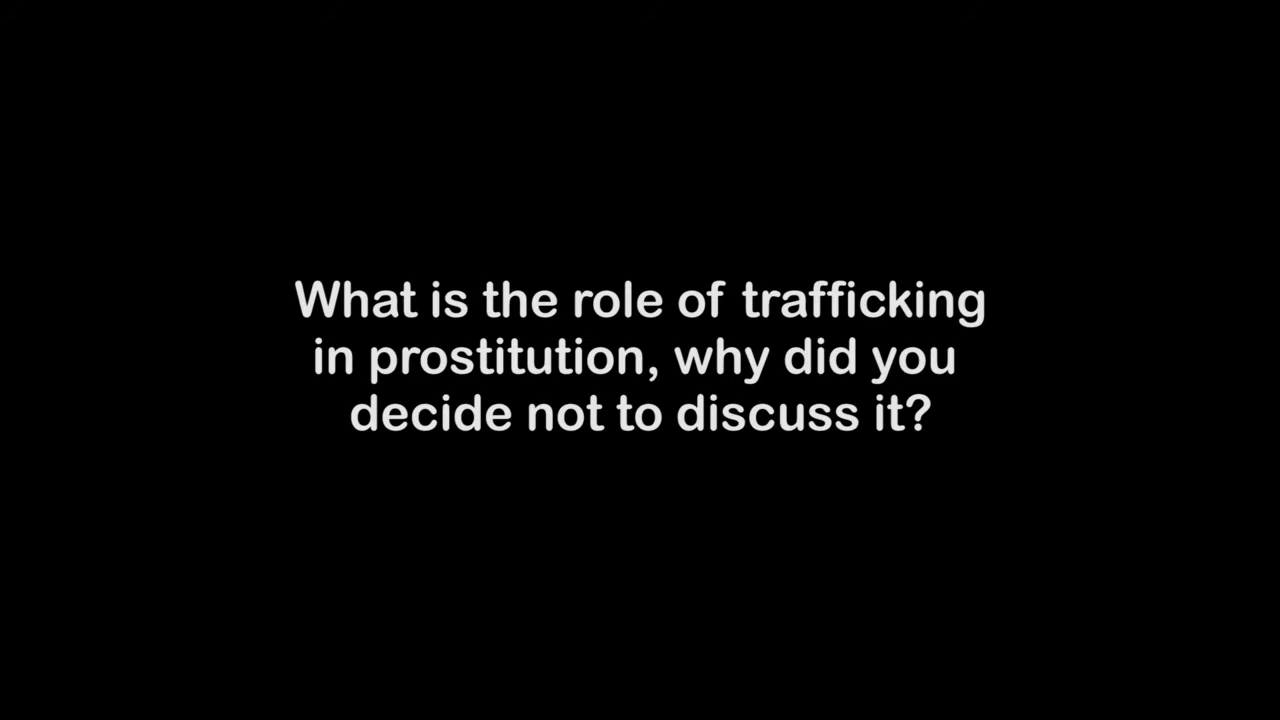 What is the role of trafficking
in prostitution, why did you
decide not to discuss it?